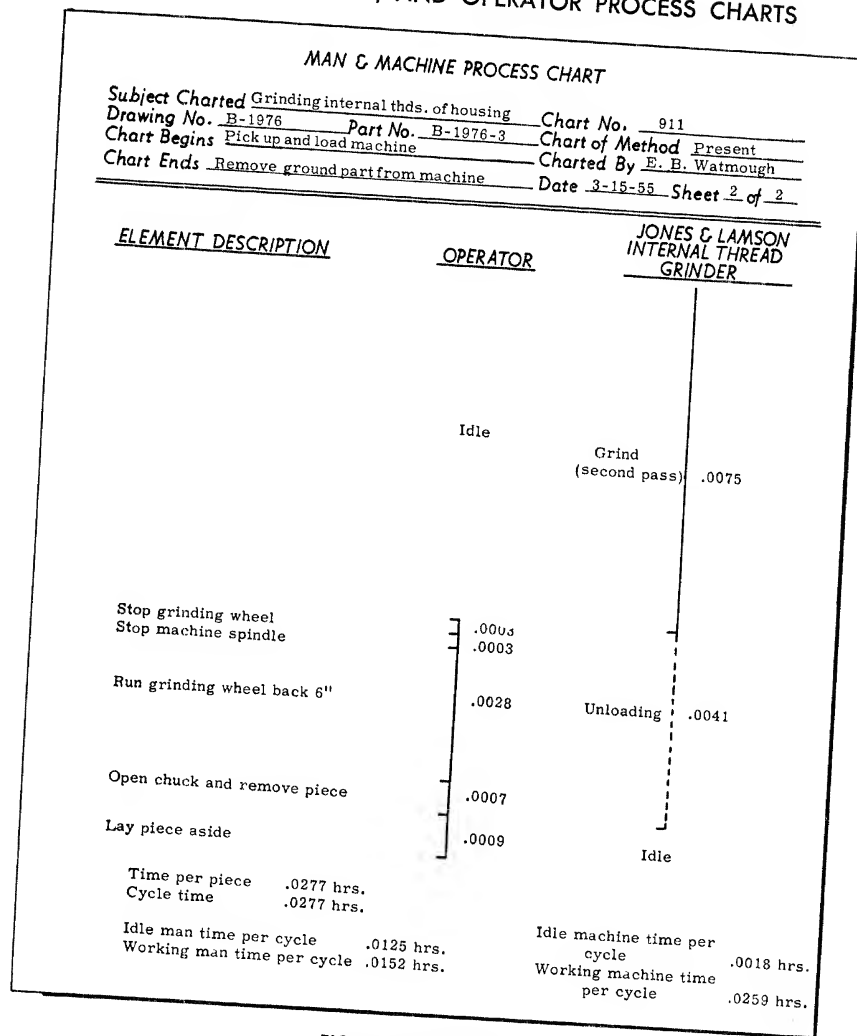 AND OPERATOR PROCESS CHARTS
MAN & MACHINE PROCESS CHART
Subject Charted Grinding internal thds. of housing Chart No. 911
Drawing No. B-1976 Part No. B-1976-3 Chart of Method Present
Chart Begins Pick up and load machine Charted By E. B. Watmough
Chart Ends Remove ground part from machine Date 3-15-55 Sheet 2 of 2
ELEMENT DESCRIPTION
OPERATOR
JONES & LAMSON
INTERNAL THREAD
GRINDER
Idle
Grind
(second pass) .0075
Stop grinding wheel
Stop machine spindle .0003
Run grinding wheel back 6" .0028
Unloading .0041
Open chuck and remove piece .0007
Lay piece aside .0009
Idle
Time per piece .0277 hrs.
Cycle time .0277 hrs.
Idle man time per cycle .0125 hrs.
Working man time per cycle .0152 hrs.
Idle machine time per
cycle .0018 hrs.
Working machine time
per cycle .0259 hrs.